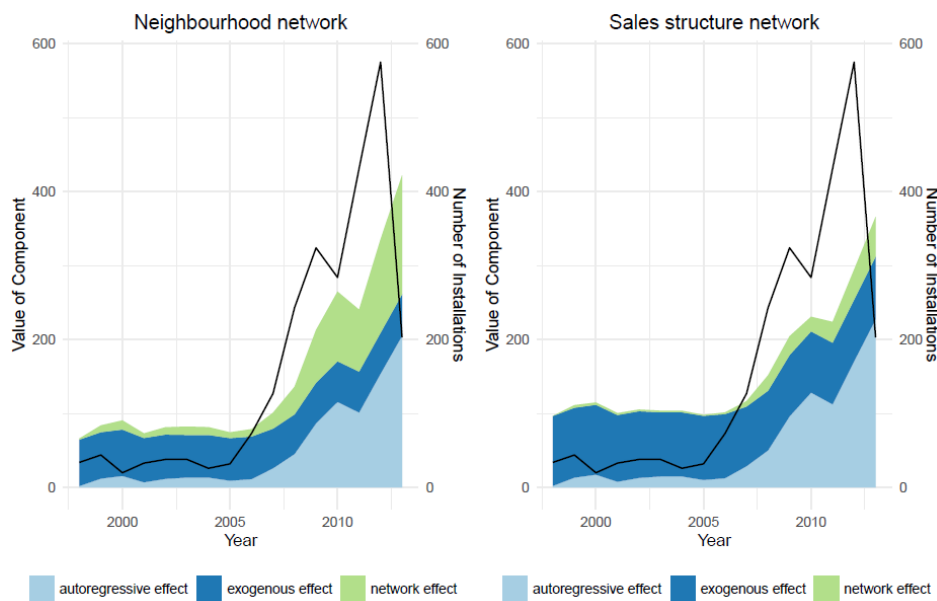 Neighbourhood network
Sales structure network
600
600
600
600
400
400
400
400
200
200
200
200
0
0
0
0
Value of Component
Number of Installations
Value of Component
Number of Installations
2000
2005
2010
2000
2005
2010
Year
Year
autoregressive effect
exogenous effect
network effect
autoregressive effect
exogenous effect
network effect